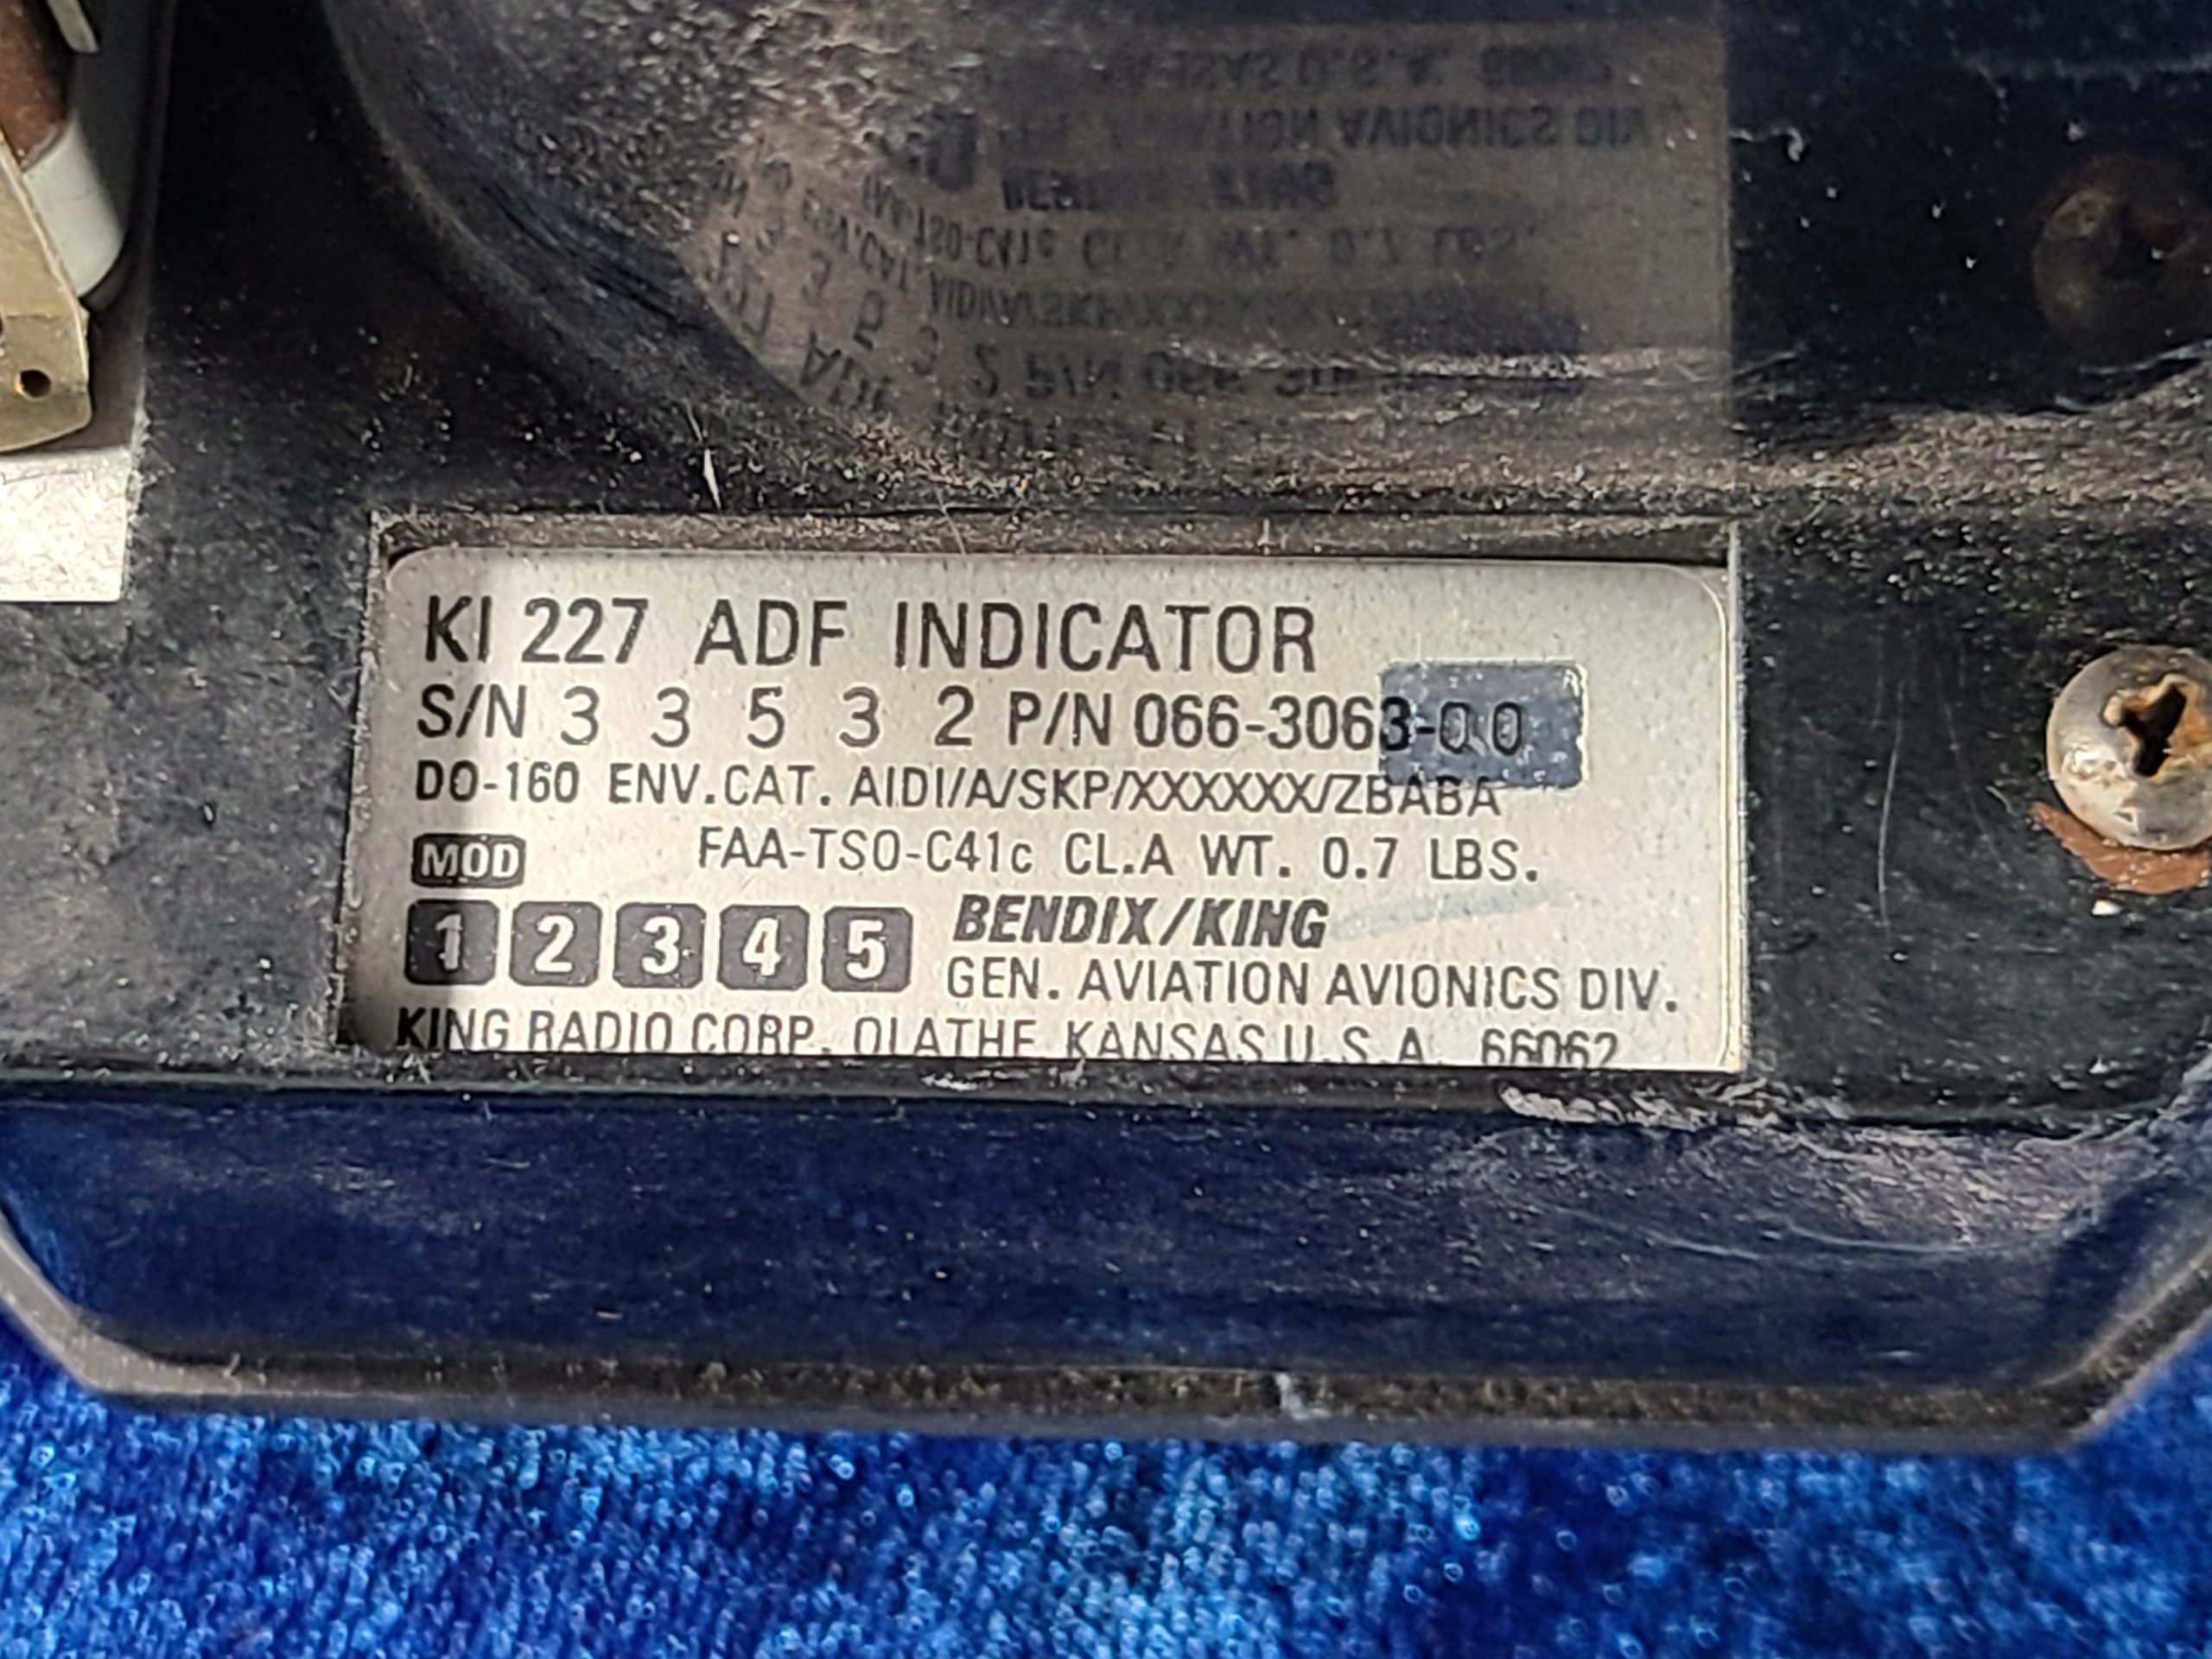 KI 227 ADF INDICATOR
S/N 3 3 5 3 2 P/N 066-3063-00
DO-160 ENV.CAT. AIDI/A/SKP/XXXXXX/ZBABA
MOD FAA-TSO-C41c CL.A WT. 0.7 LBS.
1 2 3 4 5 BENDIX/KING
GEN. AVIATION AVIONICS DIV.
KING RADIO CORP. OLATHE, KANSAS U.S.A. 66062